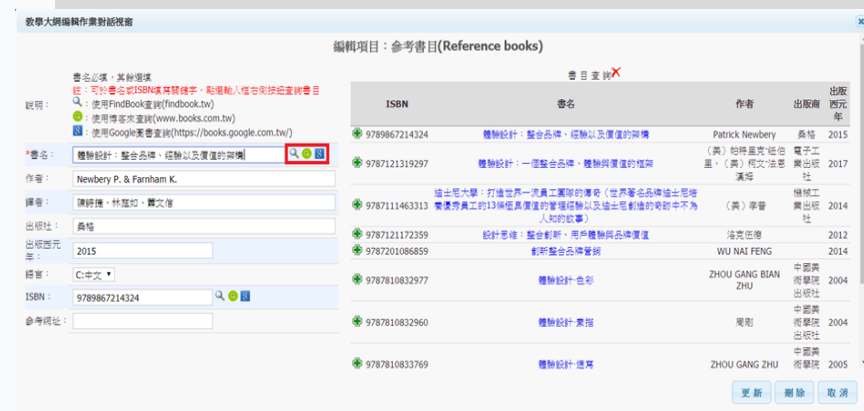 教學大綱編輯作業對話視窗
編輯項目：參考書目(Reference books)
書名必填，其餘選填
註：可於書名或ISBN填寫關鍵字，點選輸入框右側按鈕查詢書目
說明：
：使用FindBook查詢(findbook.tw)
：使用博客來查詢(www.books.com.tw)
：使用Google圖書查詢(https://books.google.com.tw/)
*書名：
體驗設計：整合品牌、經驗以及價值的架構
作者：
Newbery P. & Farnham K.
譯者：
陳詩捷、林蔻如、蕭文信
出版社：
桑格
出版西元
年：
2015
語言：
C:中文
ISBN：
9789867214324
參考網址：
書目查詢
ISBN 書名 作者 出版商 出版
西元
年
9789867214324 體驗設計：整合品牌、經驗以及價值的架構 Patrick Newbery 桑格 2015
9787121319297 體驗設計：一個整合品牌、體驗與價值的框架 （美）帕特里克·紐伯
里，（美）柯文·法恩
漢姆 電子工
業出版
社 2017
9787111463313 迪士尼大學：打造世界一流員工團隊的傳奇（世界著名品牌迪士尼培
養優秀員工的13條極具價值的管理經驗以及迪士尼創造的奇跡中不為
人知的故事） （美）李普 機械工
業出版
社 2014
9787121172359 設計思維：整合創新、用戶體驗與品牌價值 洛克伍德 2012
9787201086859 創新整合品牌營銷 WU NAI FENG 2014
9787810832977 體驗設計·色彩 ZHOU GANG BIAN
ZHU 中國美
術學院
出版社 2004
9787810832960 體驗設計·素描 周剛 中國美
術學院
出版社 2004
9787810833769 體驗設計·速寫 ZHOU GANG ZHU 中國美
術學院 2005
更新 刪除 取消